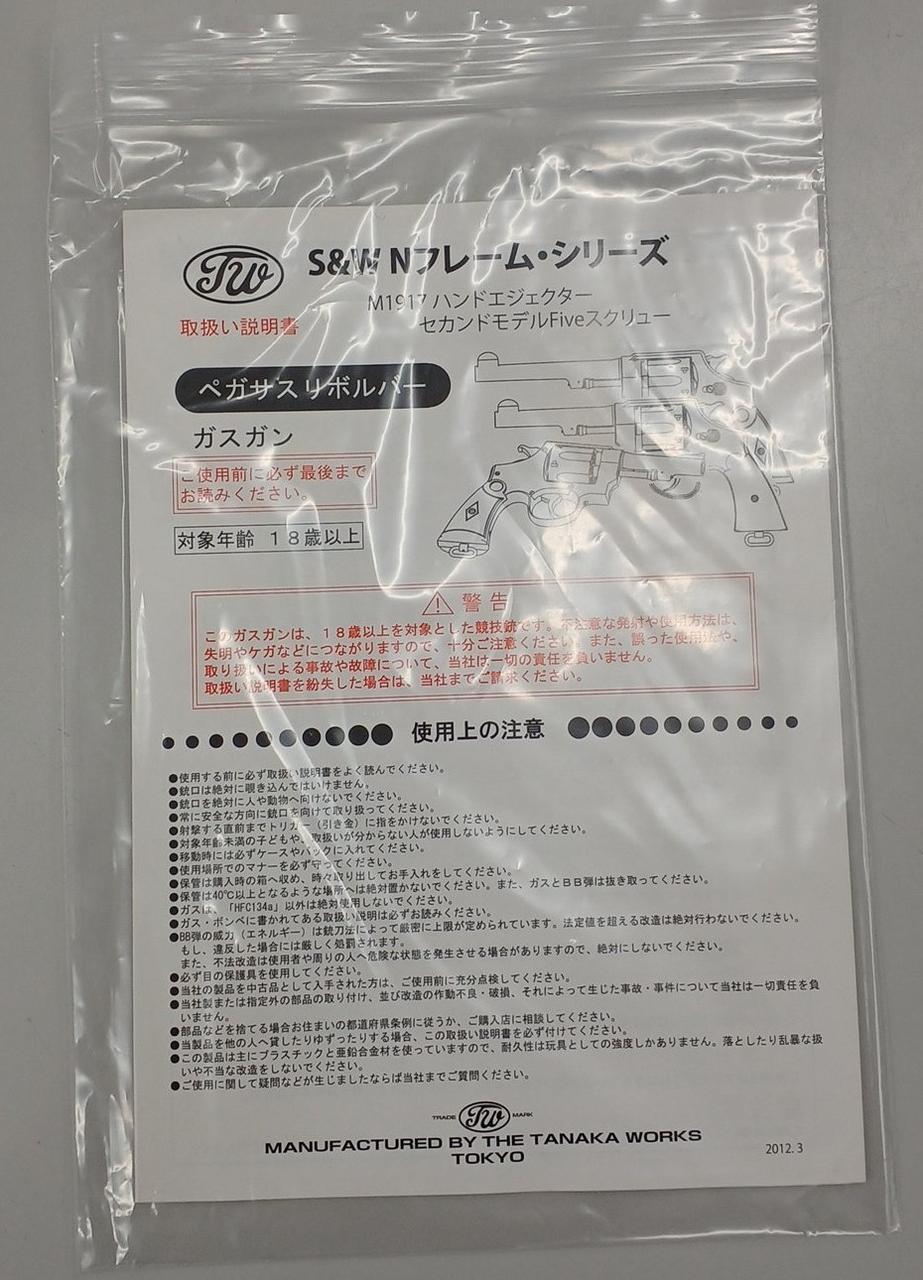 TW
S&W Nフレーム・シリーズ
M1917 ハンドエジェクター
セカンドモデルFiveスクリュー
取扱い説明書
ペガサスリボルバー
ガスガン
ご使用前に必ず最後まで
お読みください。
対象年齢 18歳以上
警告
このガスガンは、18歳以上を対象とした競技銃です。不注意な発射や使用方法は、
失明やケガなどにつながりますので、十分ご注意ください。また、誤った使用法や、
取り扱いによる事故や故障について、当社は一切の責任を負いません。
取扱い説明書を紛失した場合は、当社までご請求ください。
使用上の注意
●使用する前に必ず取扱い説明書をよく読んでください。
●銃口は絶対に覗き込んではいけません。
●銃口を絶対に人や動物へ向けないでください。
●常に安全な方向に銃口を向けて取り扱ってください。
●射撃する直前までトリガー（引き金）に指をかけないでください。
●対象年齢未満の子どもや、取扱いが分からない人が使用しないようにしてください。
●移動時には必ずケースやバックに入れてください。
●使用場所でのマナーを必ず守ってください。
●保管は購入時の箱へ収め、時々取り出してお手入れをしてください。
●保管は40℃以上となるような場所へは絶対置かないでください。また、ガスとBB弾は抜き取ってください。
●ガスは、「HFC134a」以外は絶対使用しないでください。
●ガス・ボンベに書かれてある取扱い説明は必ずお読みください。
●BB弾の威力（エネルギー）は銃刀法によって厳密に上限が定められています。法定値を超える改造は絶対行わないでください。
もし、違反した場合には厳しく処罰されます。
また、不法改造は使用者や周りの人へ危険な状態を発生させる場合がありますので、絶対にしないでください。
●必ず目の保護具を使用してください。
●当社の製品を中古品として入手された方は、ご使用前に充分点検してください。
●当社製または指定外の部品の取り付け、並び改造の作動不良・破損、それによって生じた事故・事件について当社は一切責任を負
いません。
●部品などを捨てる場合お住まいの都道府県条例に従うか、ご購入店に相談してください。
●当製品を他の人へ貸したりゆずったりする場合、この取扱い説明書を必ず付けてください。
●この製品は主にプラスチックと亜鉛合金材を使っていますので、耐久性は玩具としての強度しかありません。落としたり乱暴な扱
いや不当な改造をしないでください。
●ご使用に関して疑問などが生じましたならば当社までご質問ください。
TRADE TW MARK
MANUFACTURED BY THE TANAKA WORKS
TOKYO
2012. 3